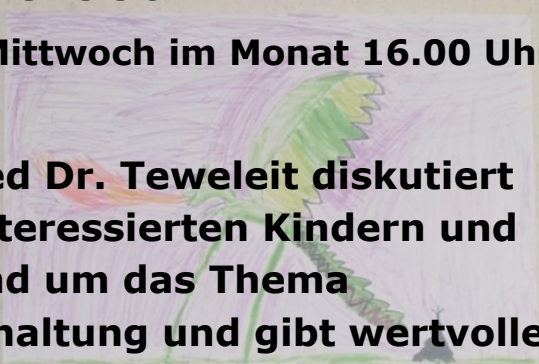 Mittwoch im Monat 16.00 Uh
ed Dr. Teweleit diskutiert
teressierten Kindern und
nd um das Thema
haltung und gibt wertvolle